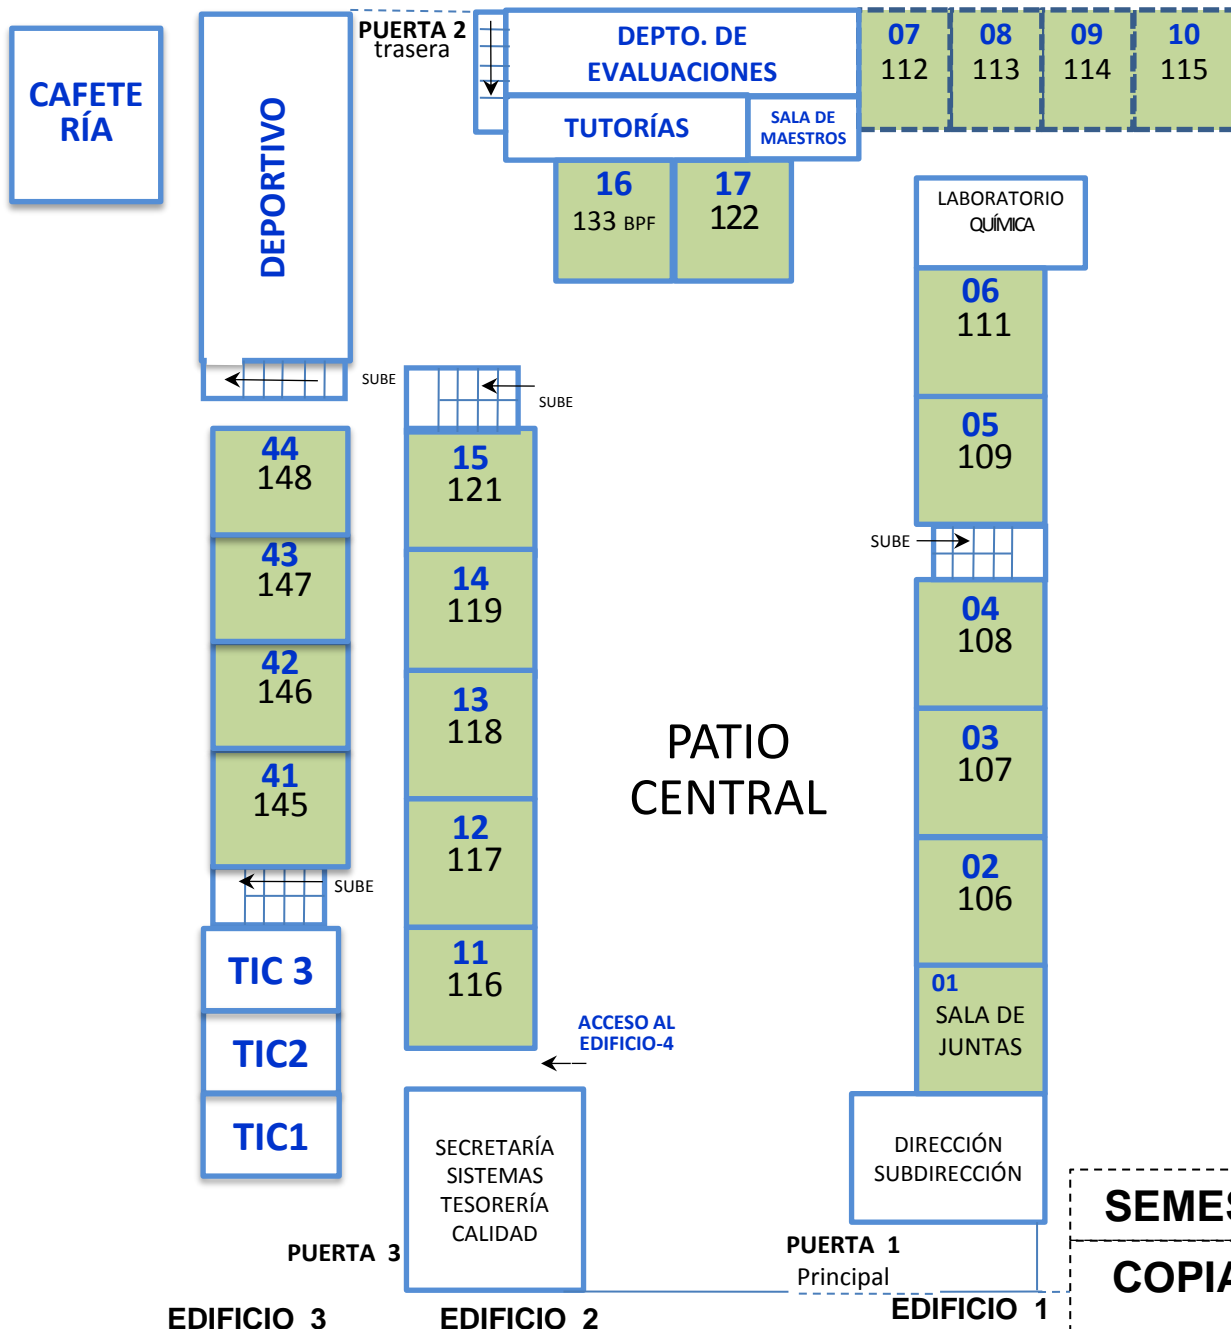 PUERTA 2
trasera
DEPTO. DE
EVALUACIONES
07
112
08
113
09
114
10
115
CAFETE
RÍA
DEPORTIVO
TUTORÍAS
SALA DE
MAESTROS
16
133 BPF
17
122
LABORATORIO
QUÍMICA
06
111
SUBE
SUBE
05
109
44
148
15
121
SUBE
43
147
14
119
04
108
42
146
13
118
PATIO
CENTRAL
03
107
41
145
12
117
02
106
SUBE
TIC 3
11
116
01
SALA DE
JUNTAS
ACCESO AL
EDIFICIO-4
TIC2
TIC1
SECRETARÍA
SISTEMAS
TESORERÍA
CALIDAD
DIRECCIÓN
SUBDIRECCIÓN
SEMES
PUERTA 3
PUERTA 1
Principal
COPIA
EDIFICIO 3
EDIFICIO 2
EDIFICIO 1